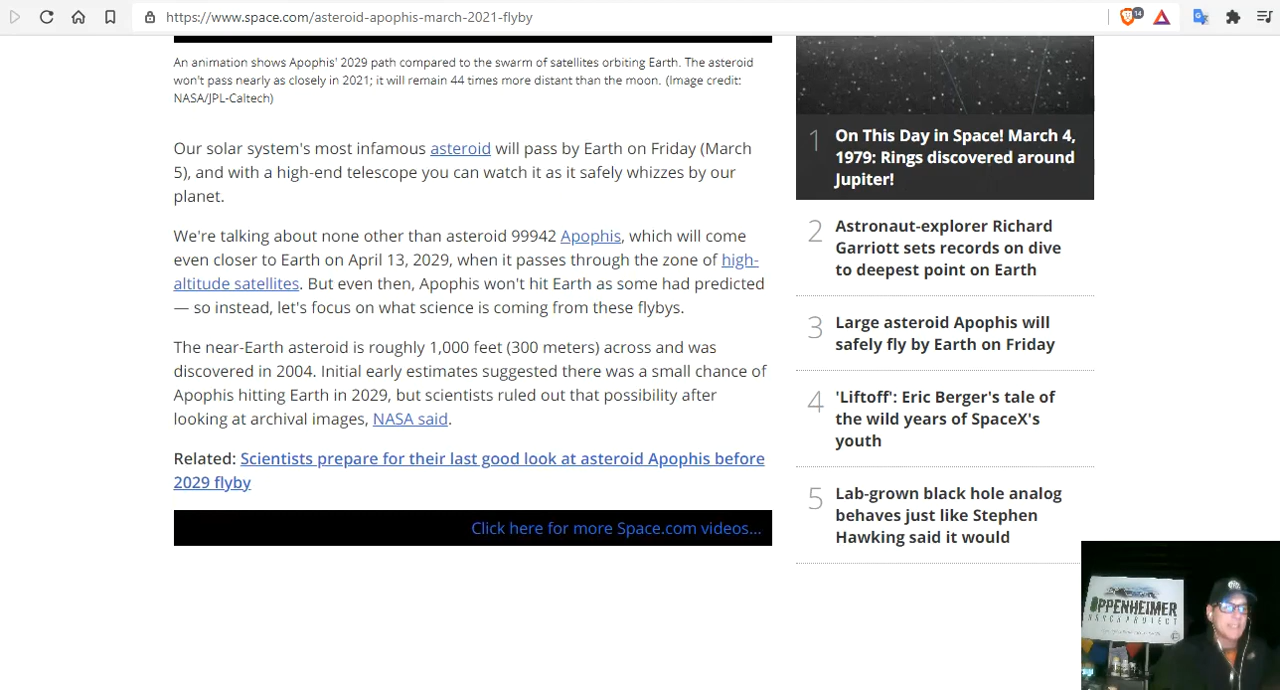 https://www.space.com/asteroid-apophis-march-2021-flyby
14
An animation shows Apophis' 2029 path compared to the swarm of satellites orbiting Earth. The asteroid
won't pass nearly as closely in 2021; it will remain 44 times more distant than the moon. (Image credit:
NASA/JPL-Caltech)
Our solar system's most infamous asteroid will pass by Earth on Friday (March
5), and with a high-end telescope you can watch it as it safely whizzes by our
planet.
We're talking about none other than asteroid 99942 Apophis, which will come
even closer to Earth on April 13, 2029, when it passes through the zone of high-
altitude satellites. But even then, Apophis won't hit Earth as some had predicted
— so instead, let's focus on what science is coming from these flybys.
The near-Earth asteroid is roughly 1,000 feet (300 meters) across and was
discovered in 2004. Initial early estimates suggested there was a small chance of
Apophis hitting Earth in 2029, but scientists ruled out that possibility after
looking at archival images, NASA said.
Related: Scientists prepare for their last good look at asteroid Apophis before
2029 flyby
Click here for more Space.com videos...
1
On This Day in Space! March 4,
1979: Rings discovered around
Jupiter!
2
Astronaut-explorer Richard
Garriott sets records on dive
to deepest point on Earth
3
Large asteroid Apophis will
safely fly by Earth on Friday
4
'Liftoff': Eric Berger's tale of
the wild years of SpaceX's
youth
5
Lab-grown black hole analog
behaves just like Stephen
Hawking said it would
OPPENHEIMER